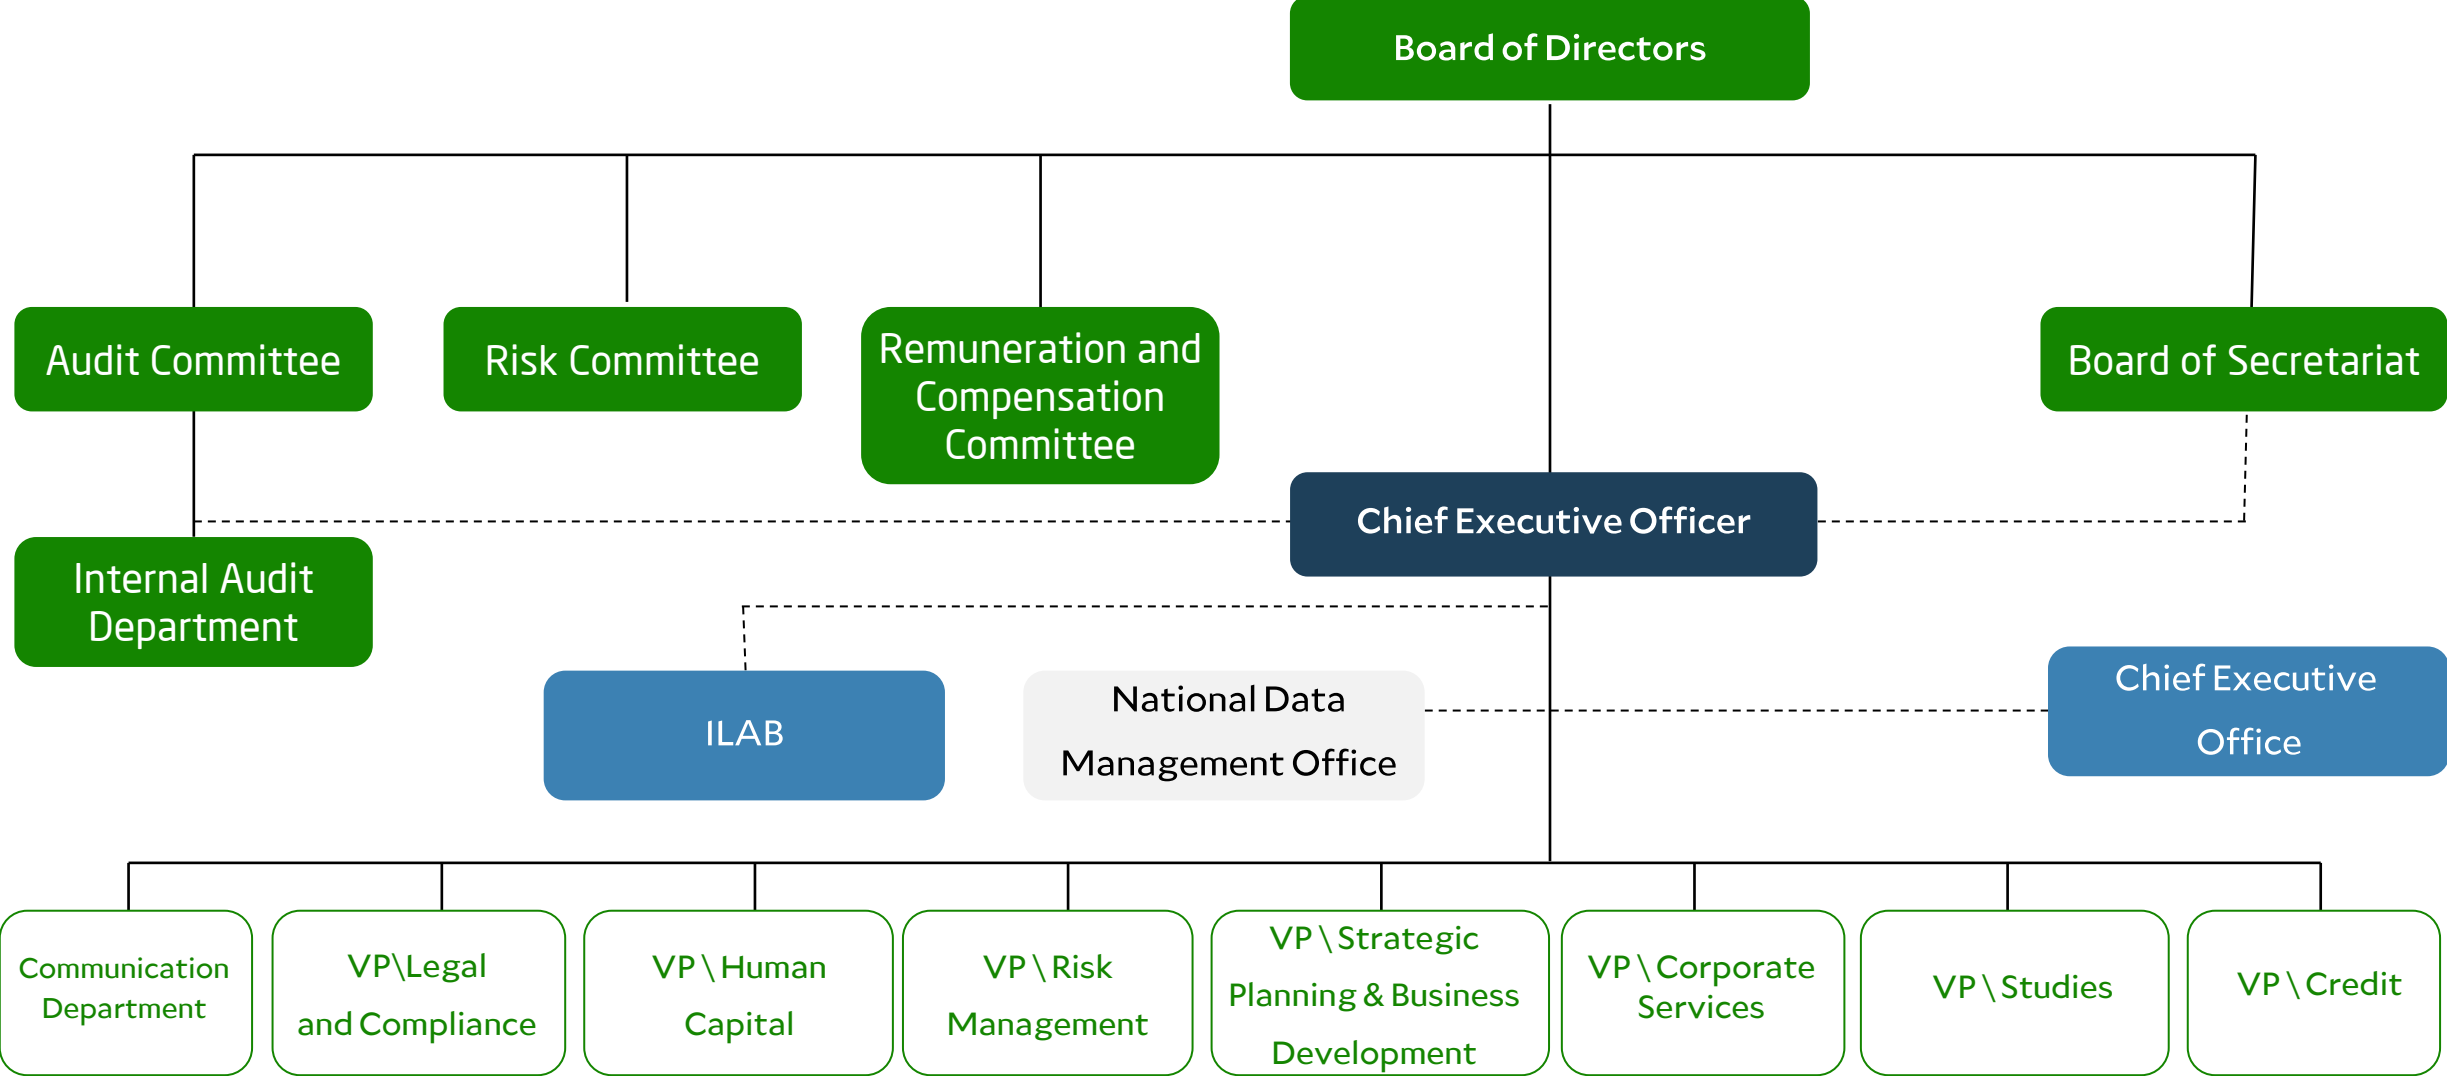 Board of Directors
Audit Committee
Risk Committee
Remuneration and
Compensation
Committee
Board of Secretariat
Chief Executive Officer
Internal Audit
Department
ILAB
National Data
Management Office
Chief Executive
Office
Communication
Department
VP\Legal
and Compliance
VP \ Human
Capital
VP \ Risk
Management
VP \ Strategic
Planning & Business
Development
VP \ Corporate
Services
VP \ Studies
VP \ Credit